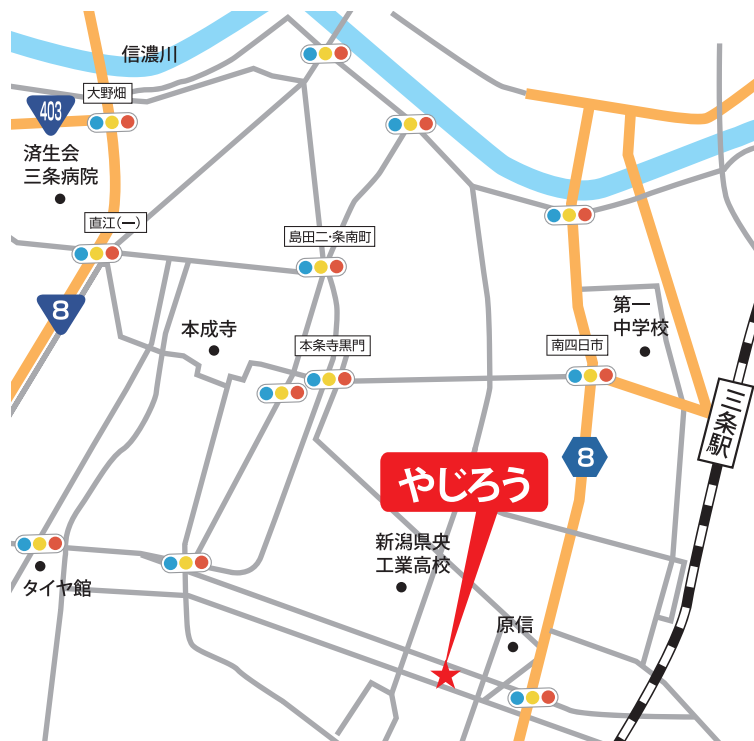 信濃川
大野畑
403
済生会
三条病院
直江(一)
島田二・条南町
8
第一
中学校
本成寺
本条寺黒門
南四日市
三条駅
8
やじろう
新潟県央
工業高校
タイヤ館
原信